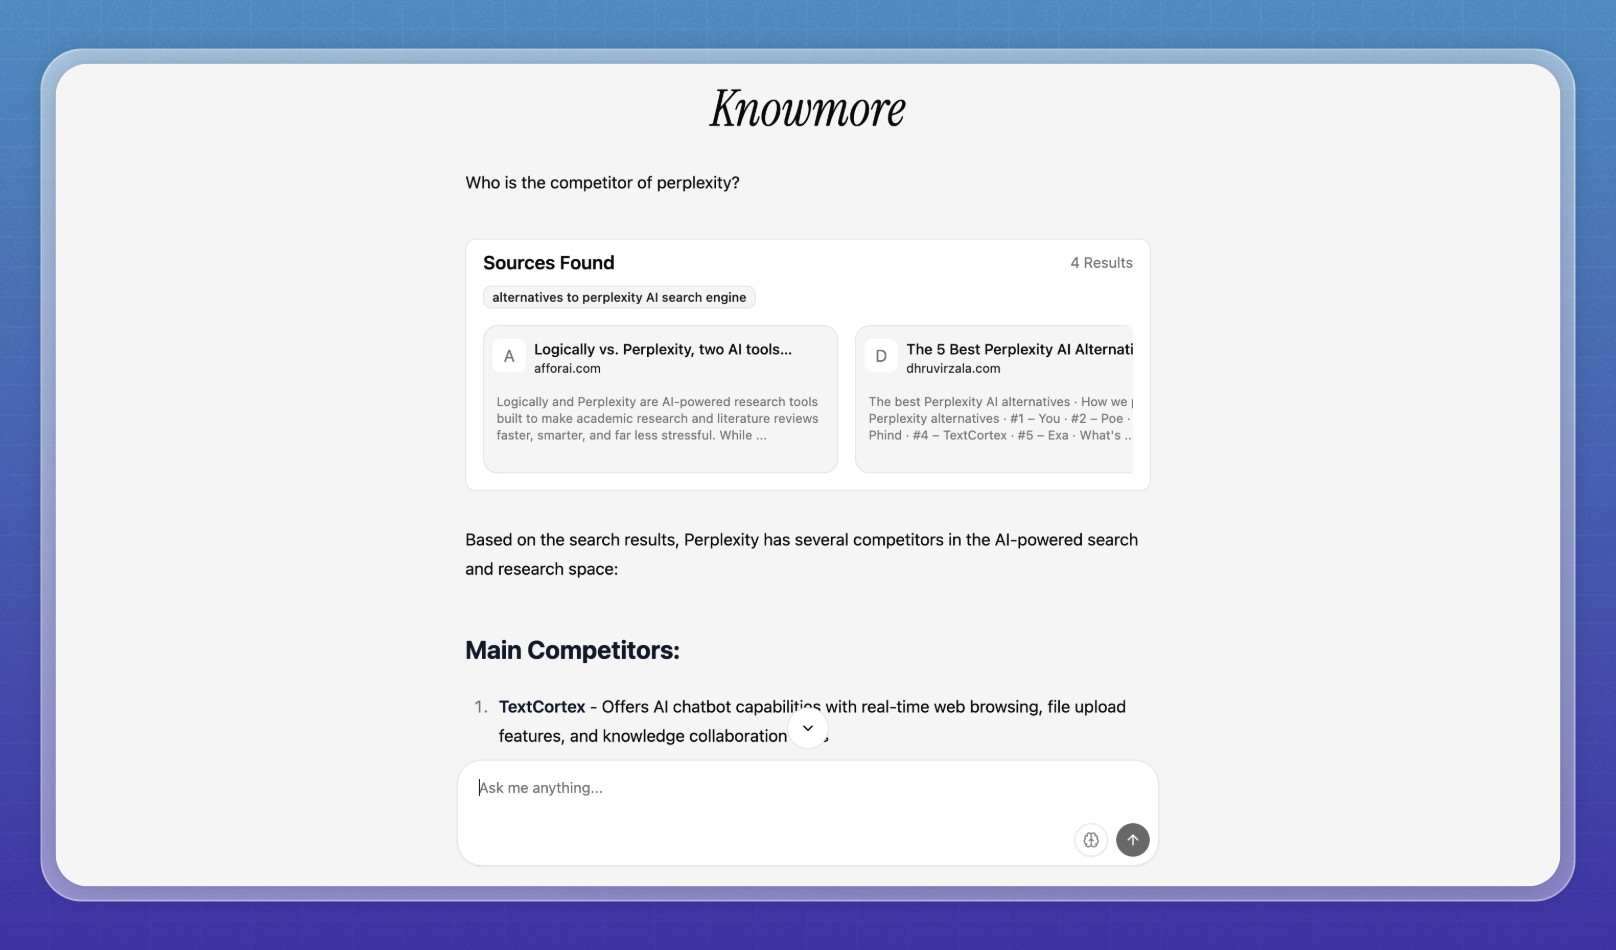 Knowmore
Who is the competitor of perplexity?
Sources Found
4 Results
alternatives to perplexity AI search engine
A
Logically vs. Perplexity, two AI tools...
afforai.com
Logically and Perplexity are AI-powered research tools
built to make academic research and literature reviews
faster, smarter, and far less stressful. While ...
D
The 5 Best Perplexity AI Alternati
dhruvirzala.com
The best Perplexity AI alternatives · How we
Perplexity alternatives · #1 – You · #2 – Poe ·
Phind · #4 – TextCortex · #5 – Exa · What's ...
Based on the search results, Perplexity has several competitors in the AI-powered search
and research space:
Main Competitors:
1. TextCortex - Offers AI chatbot capabilities with real-time web browsing, file upload
features, and knowledge collaboration
Ask me anything...